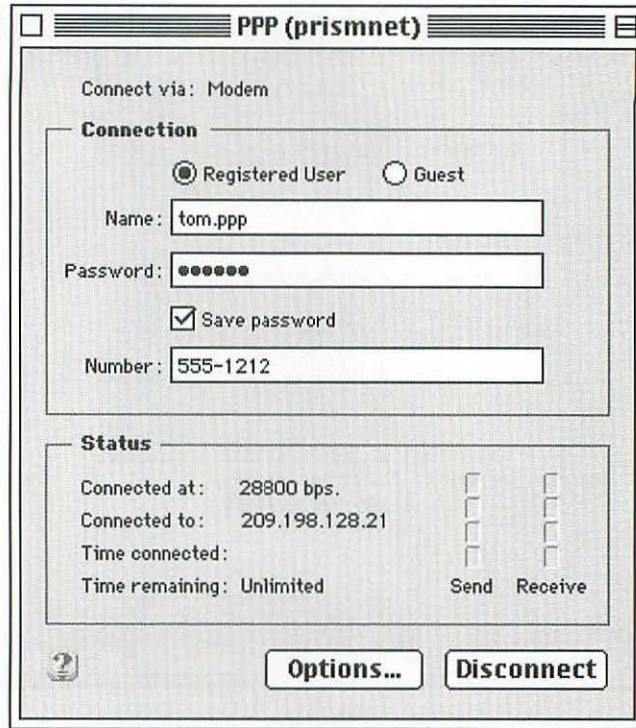 PPP (prismnet)
Connect via: Modem
Connection
Registered User Guest
Name: tom.ppp
Password: ●●●●●●
Save password
Number: 555-1212
Status
Connected at: 28800 bps.
Connected to: 209.198.128.21
Time connected:
Time remaining: Unlimited Send Receive
? Options... Disconnect